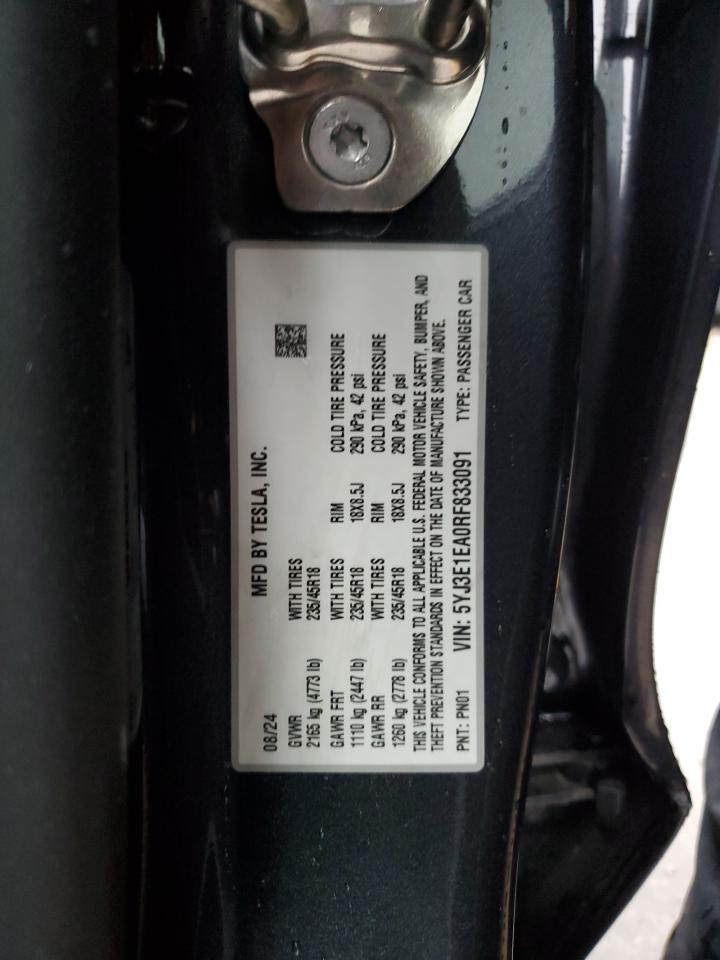 08/24 MFD BY TESLA, INC.
GVWR WITH TIRES
2165 kg (4773 lb) 235/45R18
GAWR FRT WITH TIRES RIM COLD TIRE PRESSURE
1110 kg (2447 lb) 235/45R18 18X8.5J 290 kPa, 42 psi
GAWR RR WITH TIRES RIM COLD TIRE PRESSURE
1260 kg (2778 lb) 235/45R18 18X8.5J 290 kPa, 42 psi
THIS VEHICLE CONFORMS TO ALL APPLICABLE U.S. FEDERAL MOTOR VEHICLE SAFETY, BUMPER, AND
THEFT PREVENTION STANDARDS IN EFFECT ON THE DATE OF MANUFACTURE SHOWN ABOVE.
PNT: PN01 VIN: 5YJ3E1EA0RF833091 TYPE: PASSENGER CAR